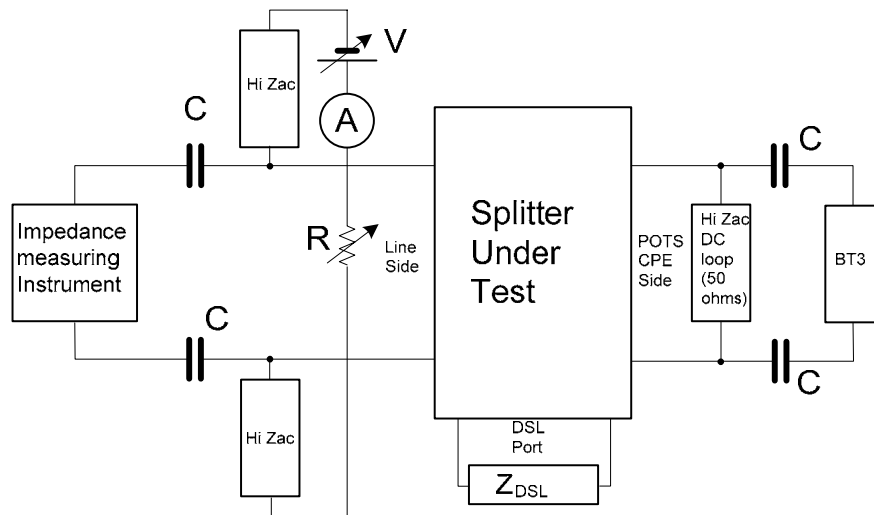 V
Hi Zac
A
C
C
Impedance
measuring
Instrument
R
Line
Side
Splitter
Under
Test
POTS
CPE
Side
Hi Zac
DC
loop
(50
ohms)
BT3
C
C
Hi Zac
DSL
Port
ZDSL